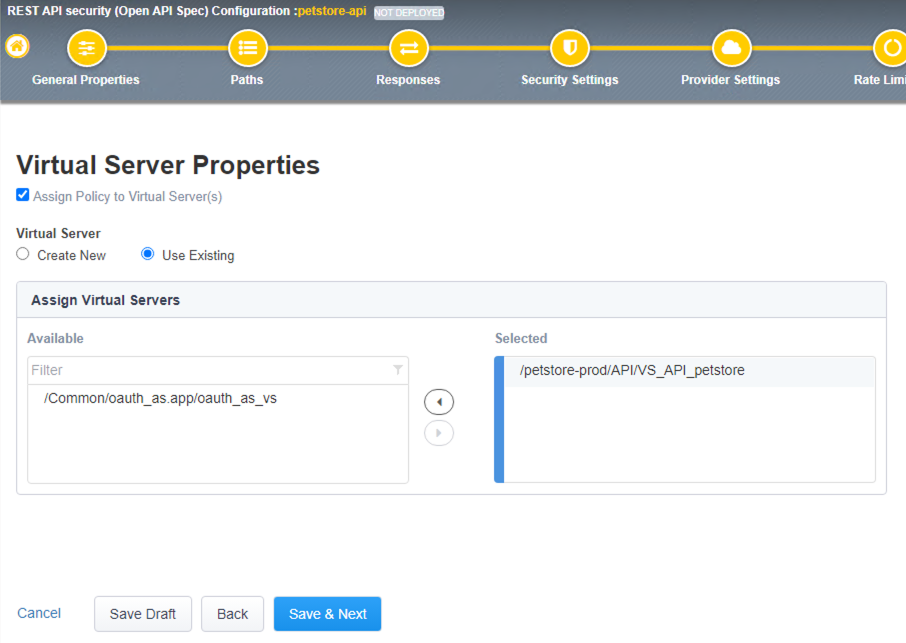 REST API security (Open API Spec) Configuration :petstore-api NOT DEPLOYED
General Properties Paths Responses Security Settings Provider Settings Rate Limi
Virtual Server Properties
Assign Policy to Virtual Server(s)
Virtual Server
Create New Use Existing
Assign Virtual Servers
Available Selected
Filter /petstore-prod/API/VS_API_petstore
/Common/oauth_as.app/oauth_as_vs
Cancel Save Draft Back Save & Next